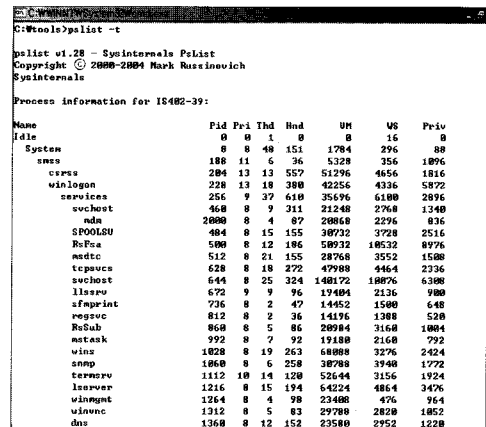 C:\tools>pslist -t
pslist v1.28 - Sysinternals PsList
Copyright © 2000-2004 Mark Russinovich
Sysinternals
Process information for IS402-39:
Name Pid Pri Thd Hnd VM WS Priv
Idle 0 0 1 0 0 16 0
System 8 8 48 151 1784 296 88
smss 188 11 6 36 5328 356 1096
csrss 204 13 13 557 51296 4656 1816
winlogon 228 13 18 380 42256 4336 5872
services 256 9 37 610 35696 6100 2896
svchost 460 8 9 311 21248 2768 1340
mdm 2000 8 4 87 20868 2296 836
SPOOLSV 484 8 15 155 30732 3728 2516
RsFsa 500 8 12 186 50932 10532 8976
msdtc 512 8 21 155 28768 3552 1508
tcpsvcs 628 8 18 272 47988 4464 2336
svchost 644 8 25 324 140172 10876 6308
llssrv 672 9 9 96 19404 2136 900
sfmprint 736 8 2 47 14452 1500 648
regsvc 812 8 2 36 14196 1388 520
RsSub 860 8 5 86 20984 3160 1004
mstask 992 8 7 92 19180 2160 792
wins 1028 8 19 263 68088 3276 2424
snmp 1060 8 6 258 30788 3940 1772
termsrv 1112 10 14 120 52644 3156 1924
lserver 1216 8 15 194 64224 4864 3476
winmgmt 1264 8 4 98 23408 476 964
winvnc 1312 8 5 83 29788 2820 1052
dns 1360 8 12 152 23580 2952 1220